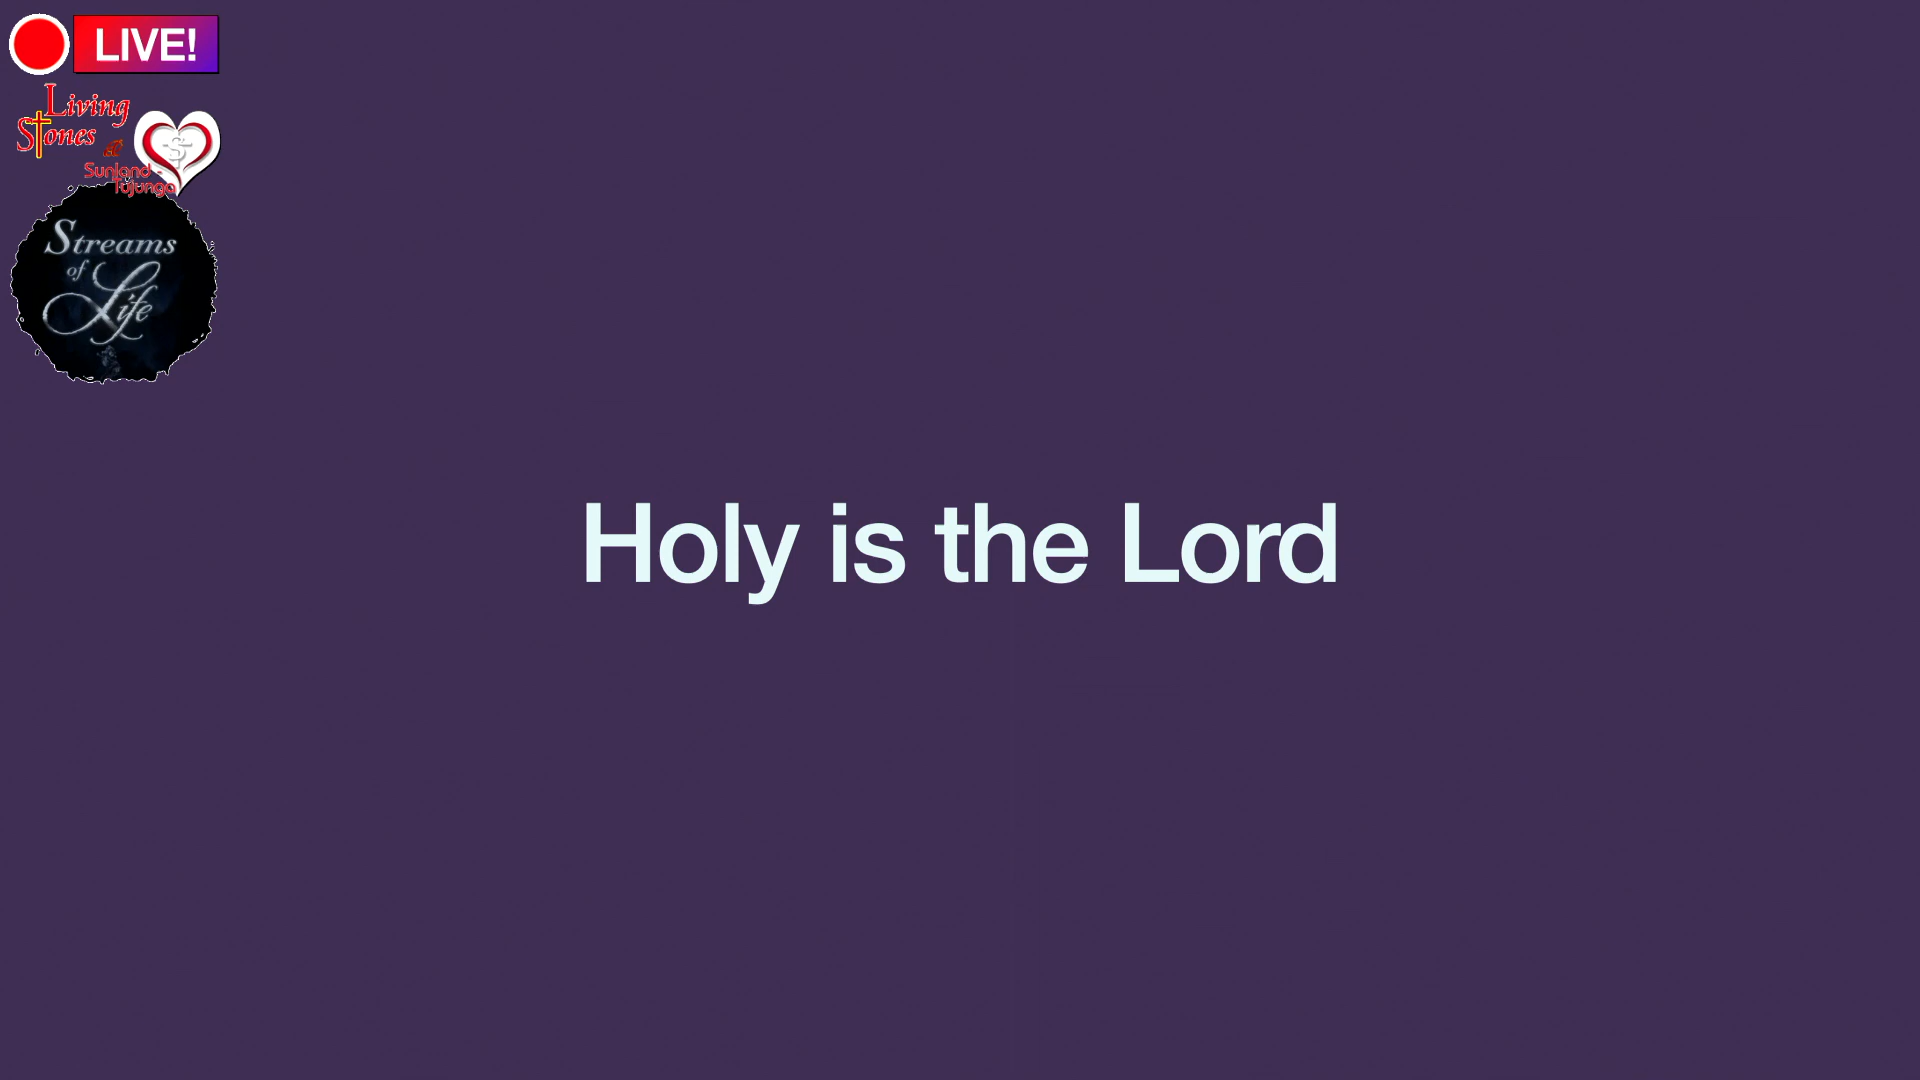 LIVE!
Living
Stones
Sunland -
Tujunga
Streams
of
Life
Holy is the Lord